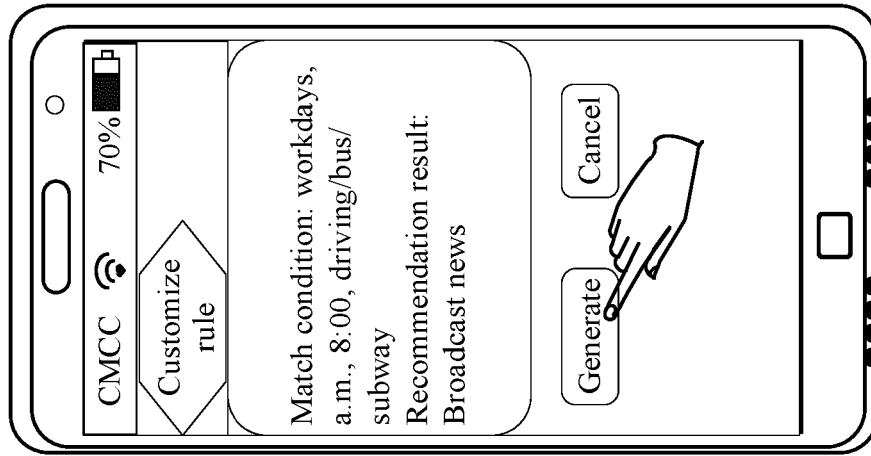 CMCC 70%
Customize
rule
Match condition: workdays,
a.m., 8:00, driving/bus/
subway
Recommendation result:
Broadcast news
Generate
Cancel